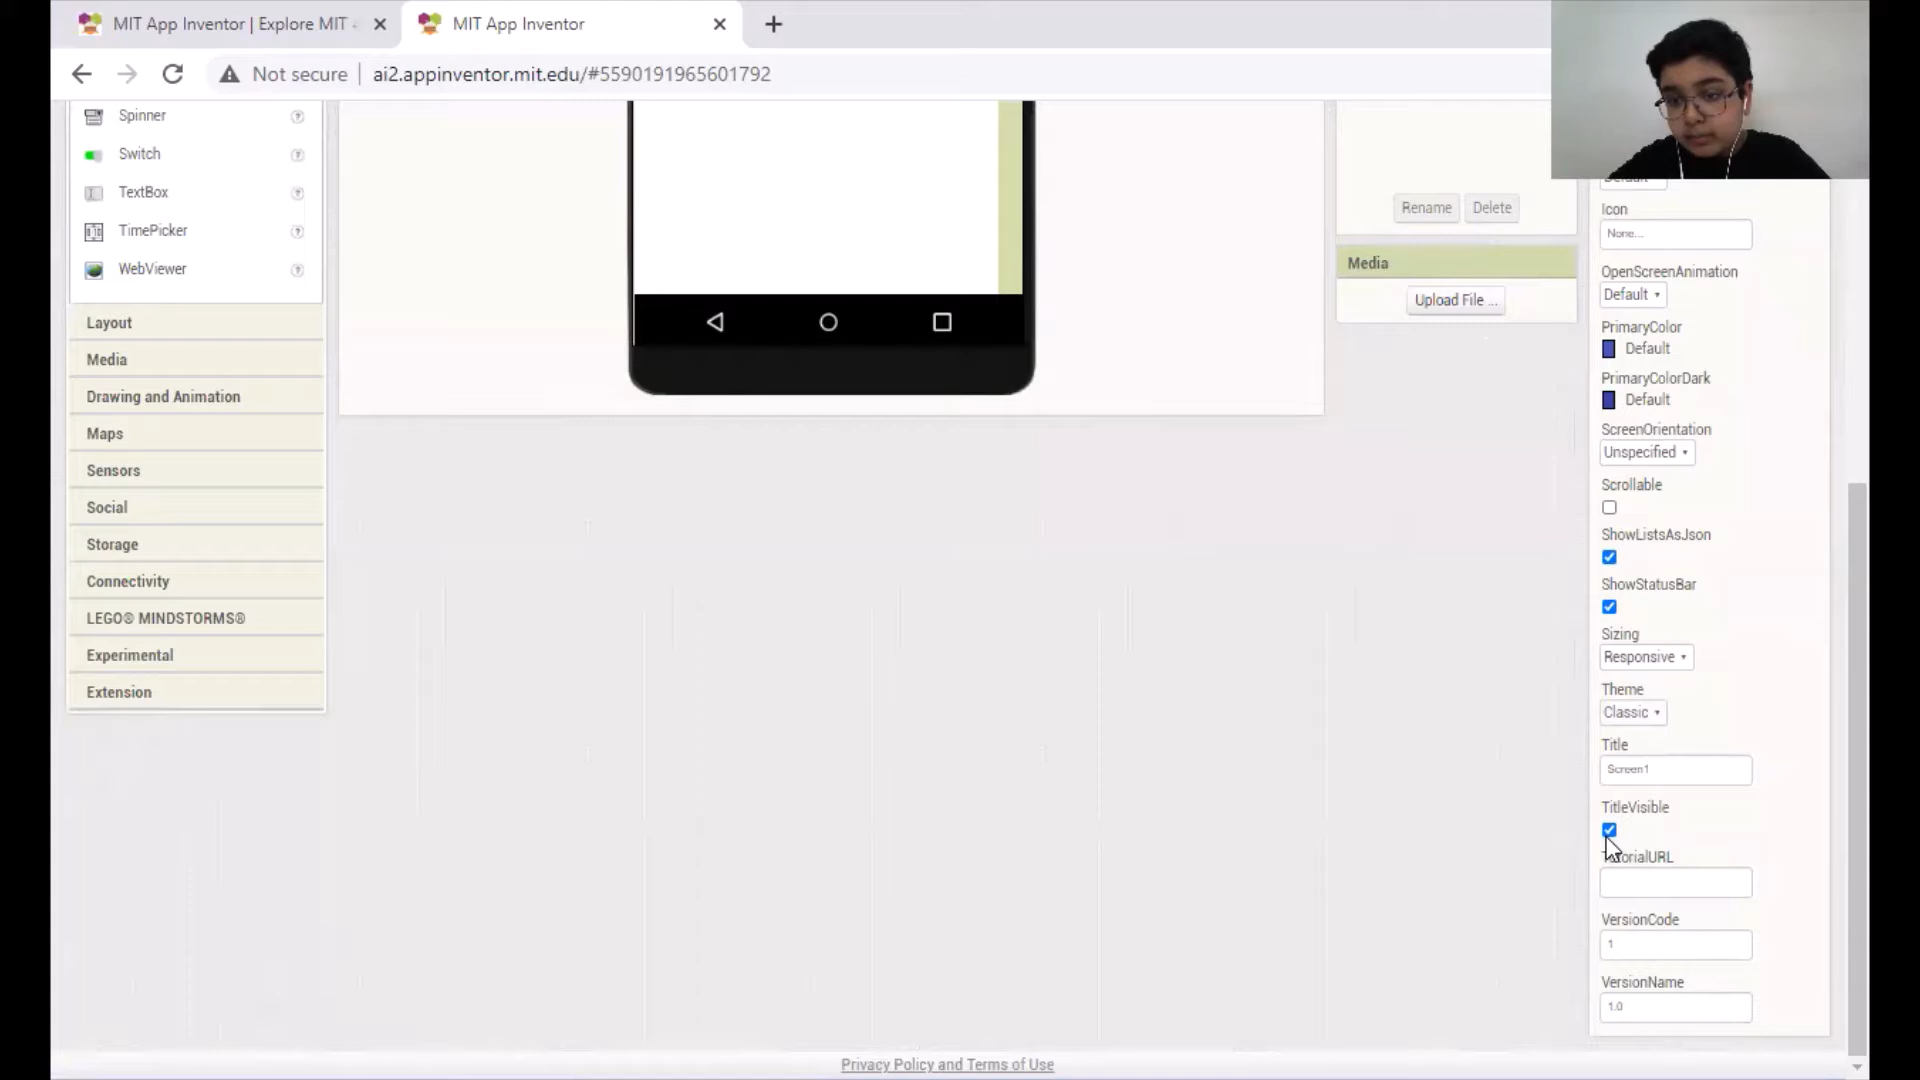 MIT App Inventor | Explore MIT
MIT App Inventor
Not secure
ai2.appinventor.mit.edu/#5590191965601792
Spinner
Switch
TextBox
TimePicker
WebViewer
Layout
Media
Drawing and Animation
Maps
Sensors
Social
Storage
Connectivity
LEGO® MINDSTORMS®
Experimental
Extension
Rename Delete
Media
Upload File ...
Default
Icon
None...
OpenScreenAnimation
Default
PrimaryColor
Default
PrimaryColorDark
Default
ScreenOrientation
Unspecified
Scrollable
ShowListsAsJson
ShowStatusBar
Sizing
Responsive
Theme
Classic
Title
Screen1
TitleVisible
torialURL
VersionCode
1
VersionName
1.0
Privacy Policy and Terms of Use